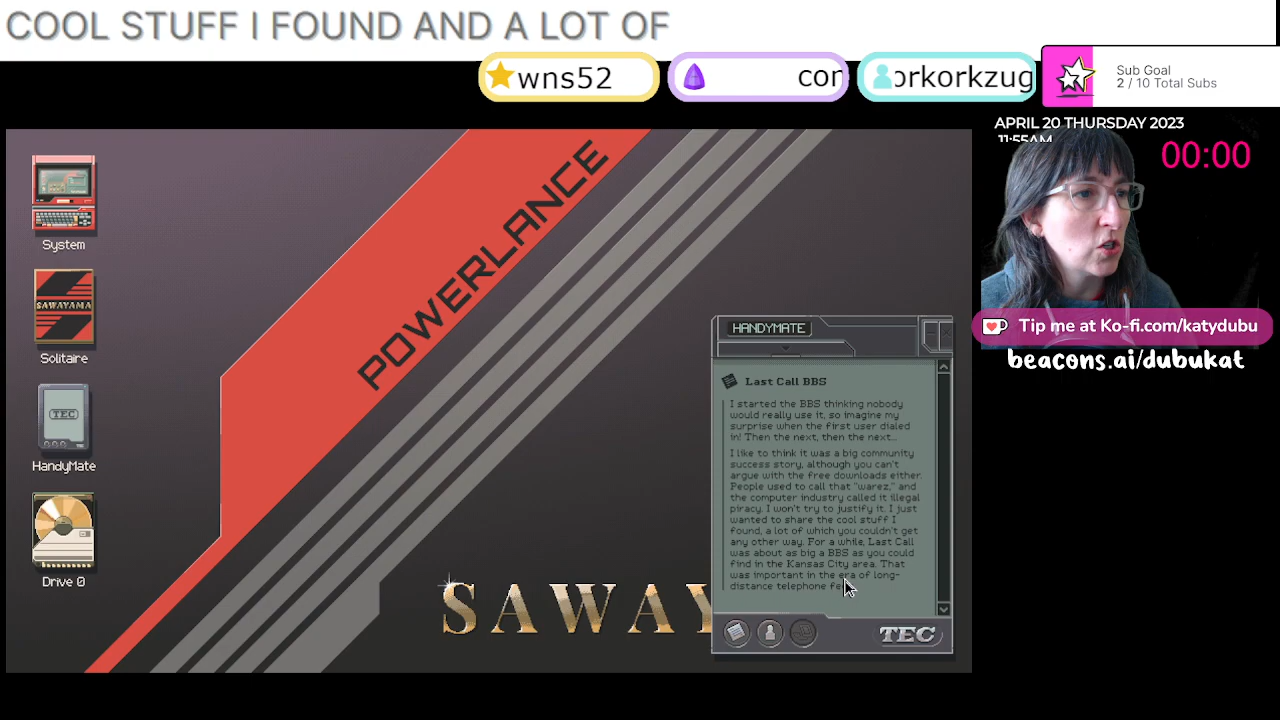 COOL STUFF I FOUND AND A LOT OF
wns52
cor
orkorkzug
Sub Goal
2 / 10 Total Subs
APRIL 20 THURSDAY 2023
11:55AM
00:00
Tip me at Ko-fi.com/katydubu
beacons.ai/dubukat
System
SAWAYAMA
Solitaire
TEC
HandyMate
Drive 0
POWERLANCE
SAWAY
HANDYMATE
Last Call BBS
I started the BBS thinking nobody
would really use it, so imagine my
surprise when the first user dialed
in! Then the next, then the next...
I like to think it was a big community
success story, although you can't
argue with the free downloads either.
People used to call that "warez," and
the computer industry called it illegal
piracy. I won't try to justify it. I just
wanted to share the cool stuff I
found, a lot of which you couldn't get
any other way. For a while, Last Call
was about as big a BBS as you could
find in the Kansas City area. That
was important in the era of long-
distance telephone
TEC